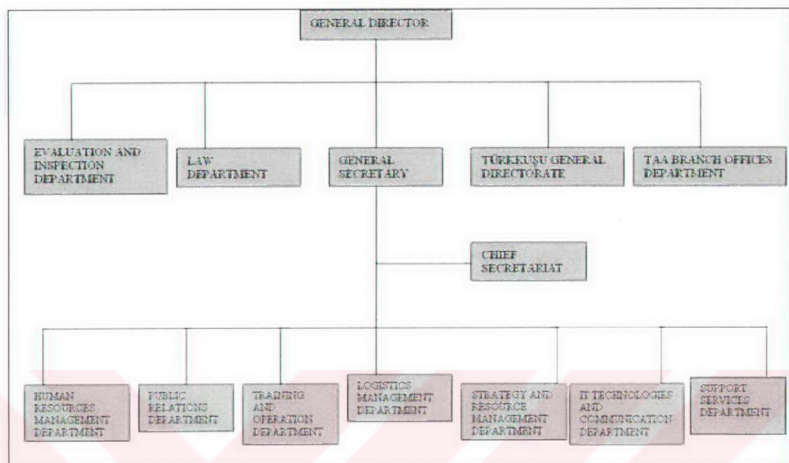 GENERAL DIRECTOR
EVALUATION AND
INSPECTION
DEPARTMENT
LAW
DEPARTMENT
GENERAL
SECRETARY
TÜRKKUŞU GENERAL
DIRECTORATE
TAA BRANCH OFFICES
DEPARTMENT
CHIEF
SECRETARIAT
HUMAN
RESOURCES
MANAGEMENT
DEPARTMENT
PUBLIC
RELATIONS
DEPARTMENT
TRAINING
AND
OPERATION
DEPARTMENT
LOGISTICS
MANAGEMENT
DEPARTMENT
STRATEGY AND
RESOURCE
MANAGEMENT
DEPARTMENT
IT TECHNOLOGIES
AND
COMMUNICATION
DEPARTMENT
SUPPORT
SERVICES
DEPARTMENT